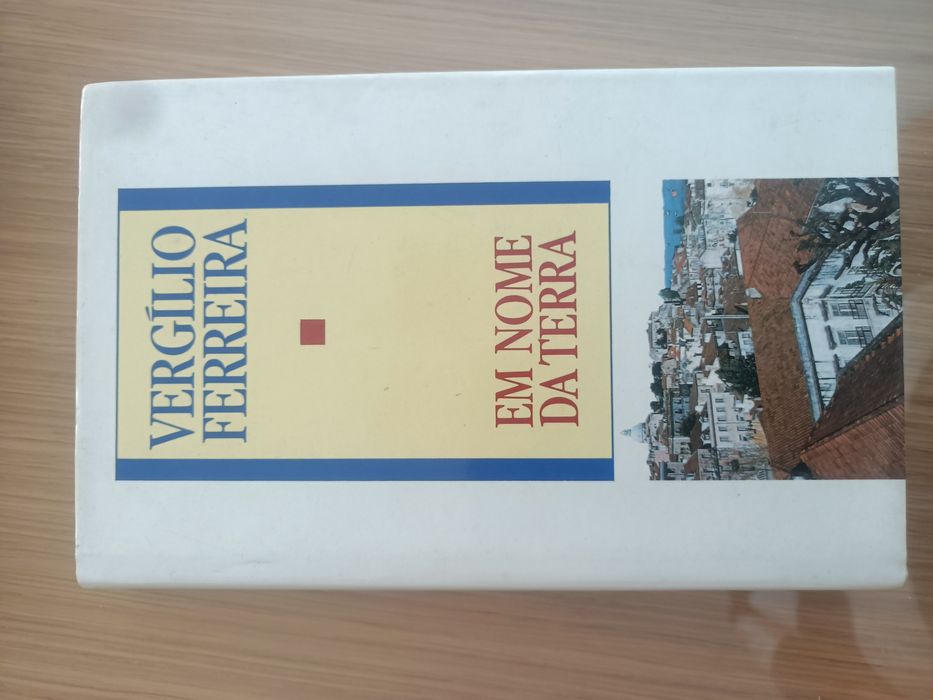 VERGÍLIO
FERREIRA
EM NOME
DA TERRA